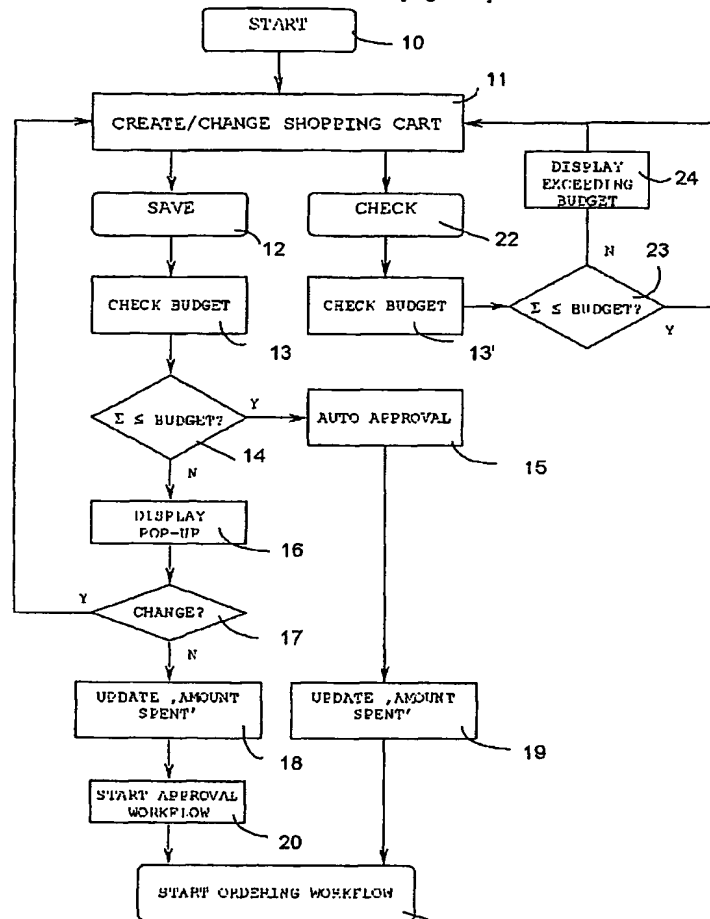 START
10
11
CREATE/CHANGE SHOPPING CART
DISPLAY
EXCEEDING
BUDGET
24
SAVE
12
CHECK
22
N
23
CHECK BUDGET
13
CHECK BUDGET
13'
Σ ≤ BUDGET?
Y
Σ ≤ BUDGET?
14
Y
AUTO APPROVAL
15
N
DISPLAY
POP-UP
16
Y
CHANGE?
17
N
UPDATE ‚AMOUNT
SPENT'
18
UPDATE ‚AMOUNT
SPENT'
19
START APPROVAL
WORKFLOW
20
START ORDERING WORKFLOW